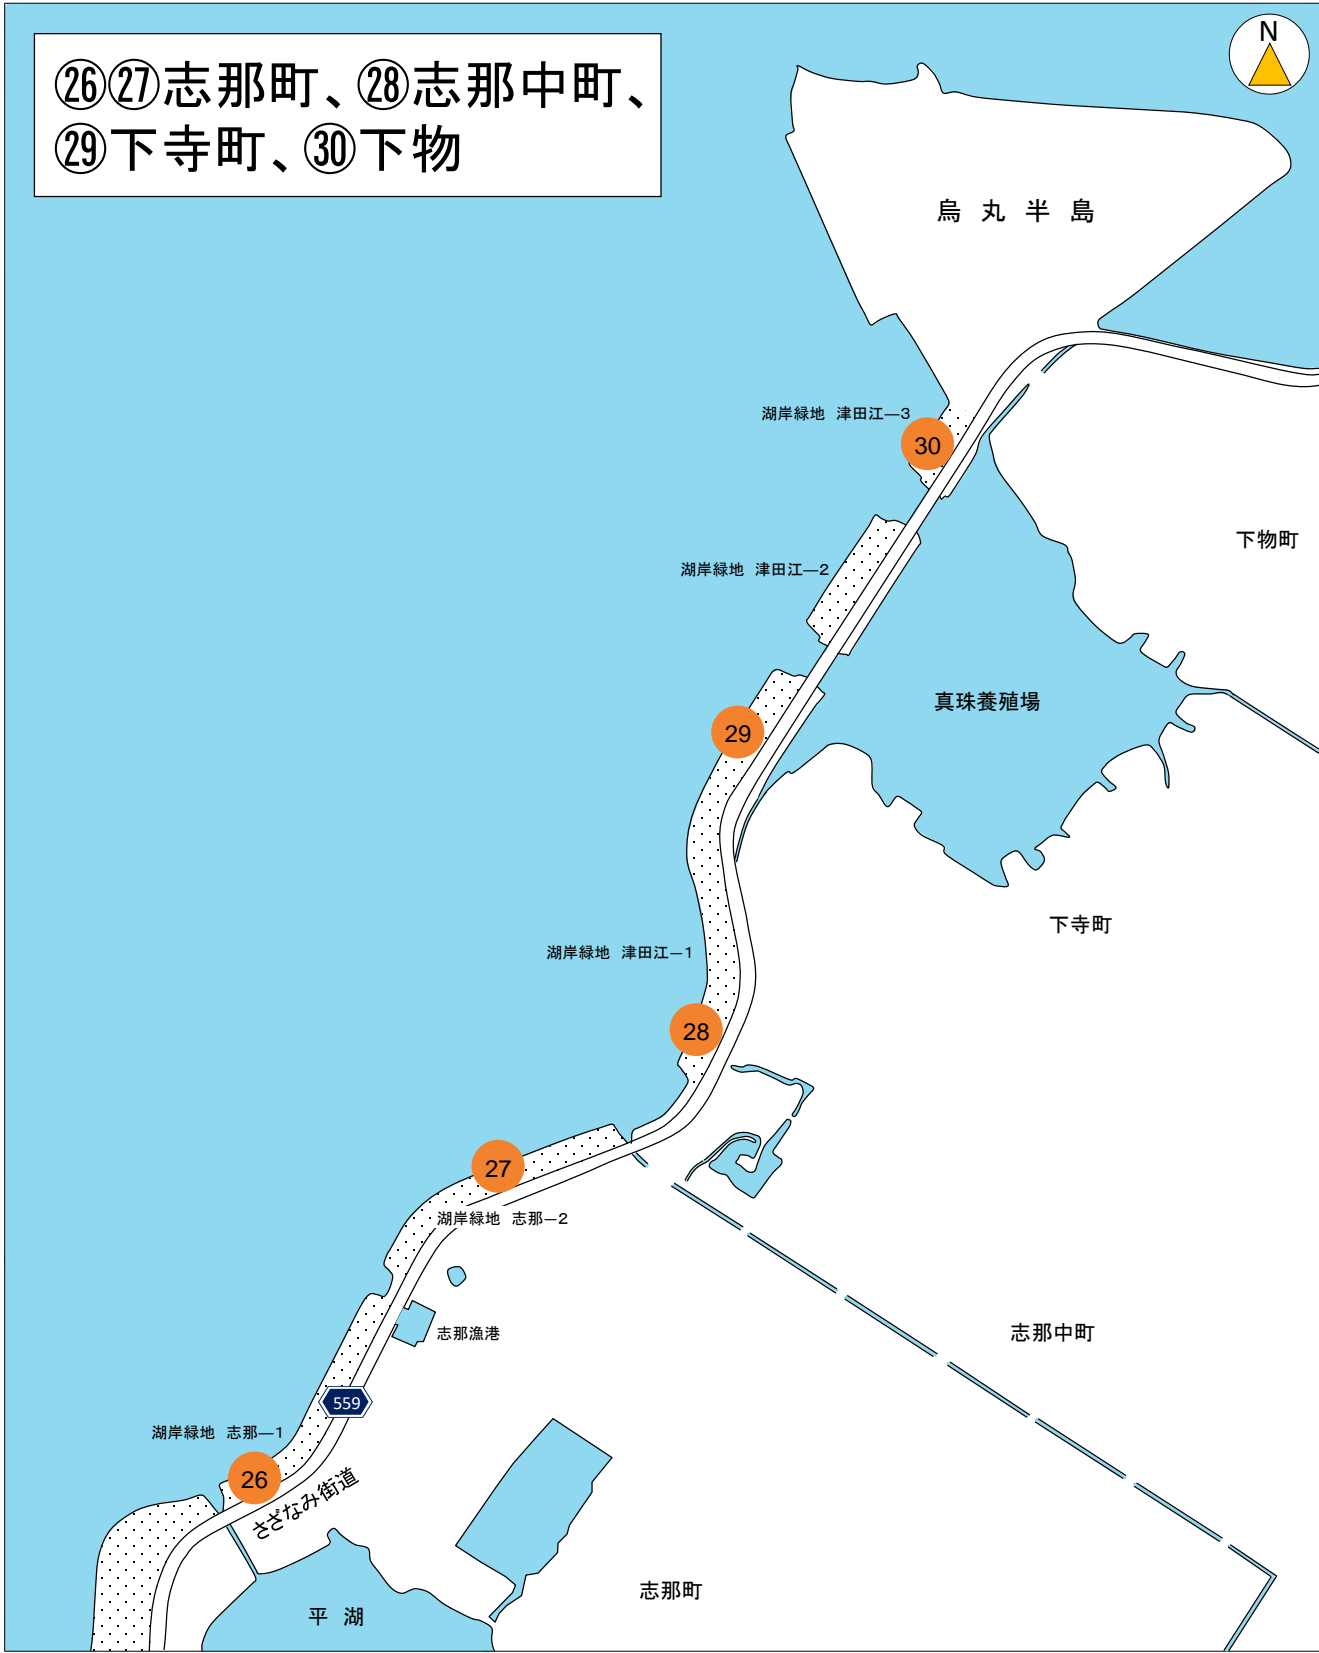 ㉖㉗志那町、㉘志那中町、
㉙下寺町、㉚下物
N
烏丸半島
湖岸緑地 津田江―3
30
下物町
湖岸緑地 津田江―2
真珠養殖場
29
下寺町
湖岸緑地 津田江―1
28
27
湖岸緑地 志那―2
志那漁港
志那中町
559
湖岸緑地 志那―1
26
さざなみ街道
志那町
平湖